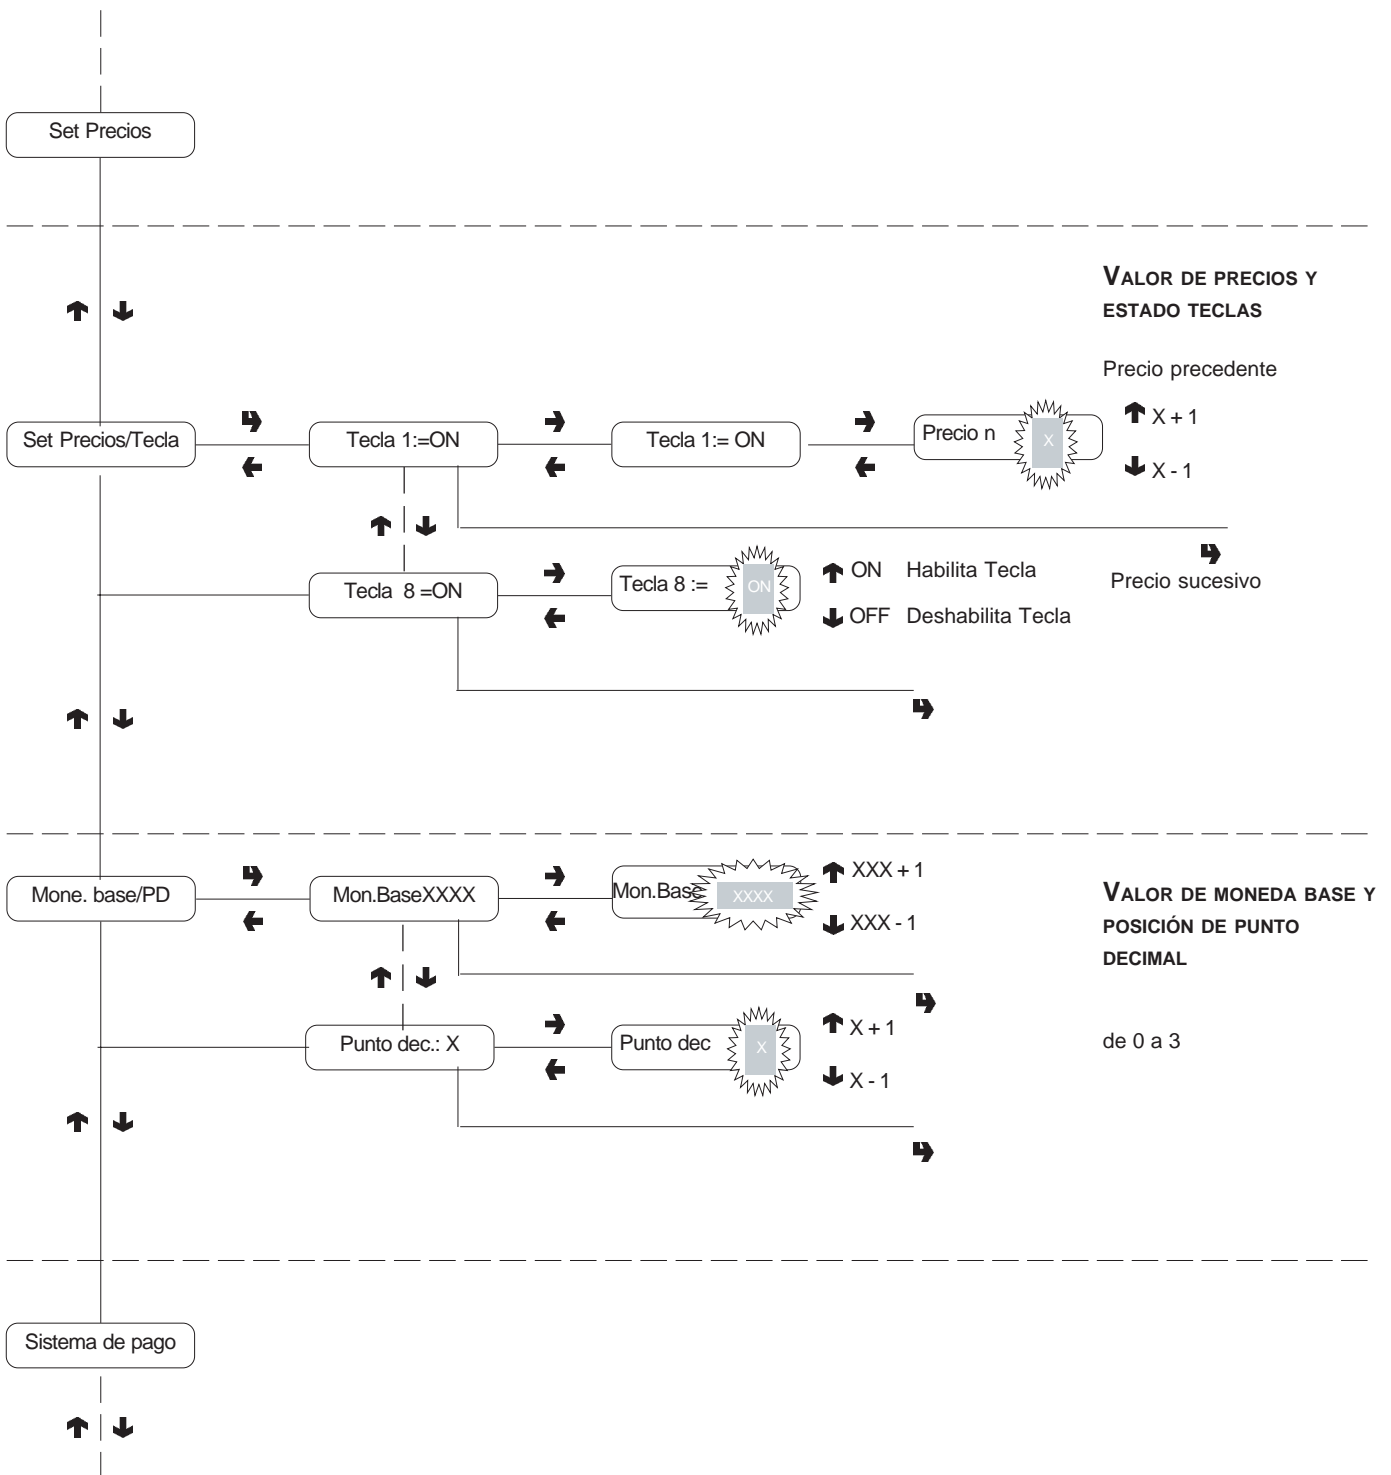 Set Precios
VALOR DE PRECIOS Y
ESTADO TECLAS
Precio precedente
Set Precios/Tecla
Tecla 1:=ON
Tecla 1:= ON
Precio n
X
X + 1
X - 1
Tecla 8 =ON
Tecla 8 :=
ON
ON Habilita Tecla
OFF Deshabilita Tecla
Precio sucesivo
Mone. base/PD
Mon.BaseXXXX
Mon.Base
XXXX
XXX + 1
XXX - 1
VALOR DE MONEDA BASE Y
POSICIÓN DE PUNTO
DECIMAL
Punto dec.: X
Punto dec
X
X + 1
X - 1
de 0 a 3
Sistema de pago